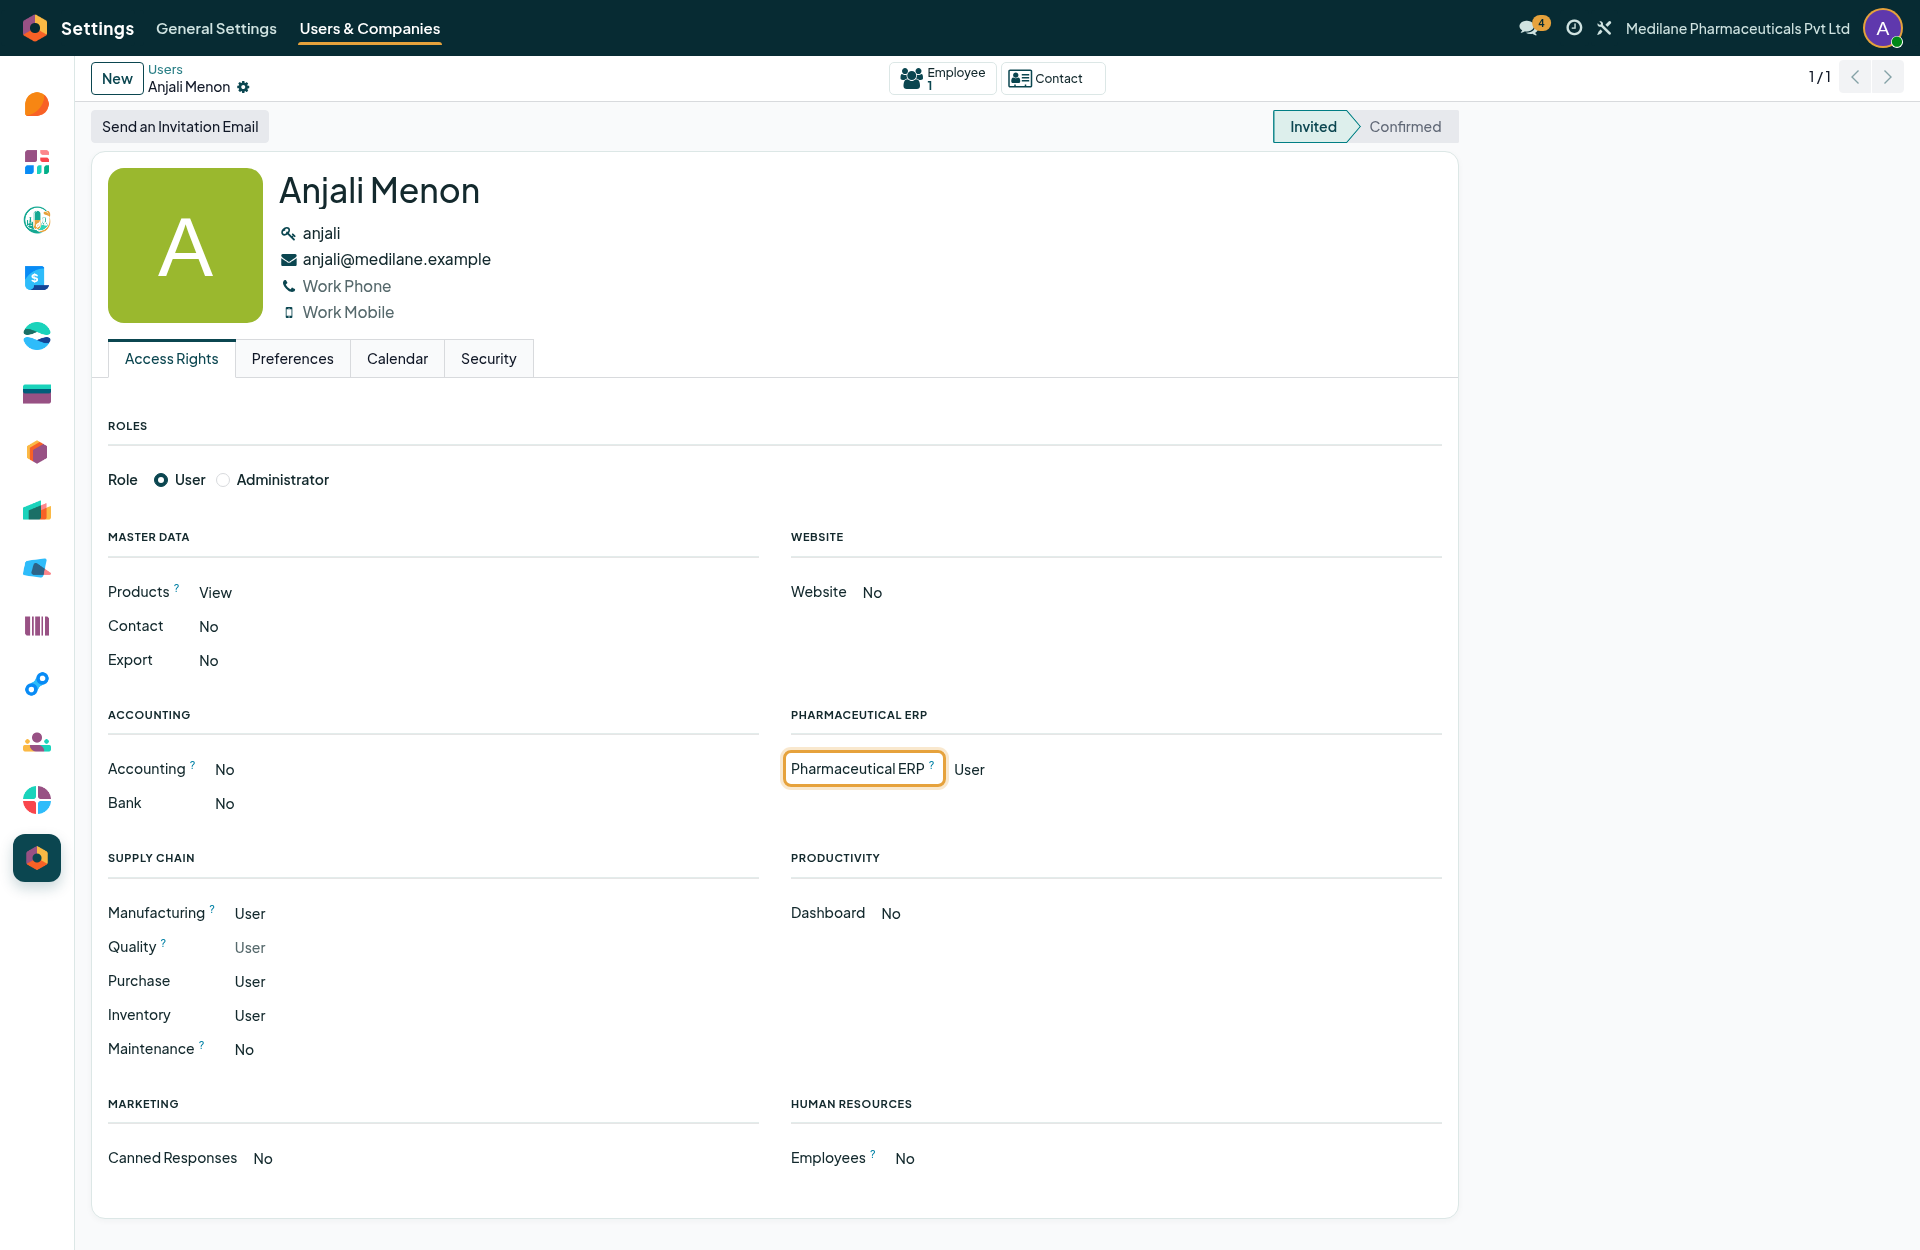 Settings General Settings Users & Companies 4 Medilane Pharmaceuticals Pvt Ltd A
New Users
Anjali Menon
Employee
1
Contact
1 / 1
Send an Invitation Email
Invited Confirmed
A
Anjali Menon
anjali
anjali@medilane.example
Work Phone
Work Mobile
Access Rights Preferences Calendar Security
ROLES
Role User Administrator
MASTER DATA
Products ? View
Contact No
Export No
WEBSITE
Website No
ACCOUNTING
Accounting ? No
Bank No
PHARMACEUTICAL ERP
Pharmaceutical ERP ? User
SUPPLY CHAIN
Manufacturing ? User
Quality ? User
Purchase User
Inventory User
Maintenance ? No
PRODUCTIVITY
Dashboard No
MARKETING
Canned Responses No
HUMAN RESOURCES
Employees ? No